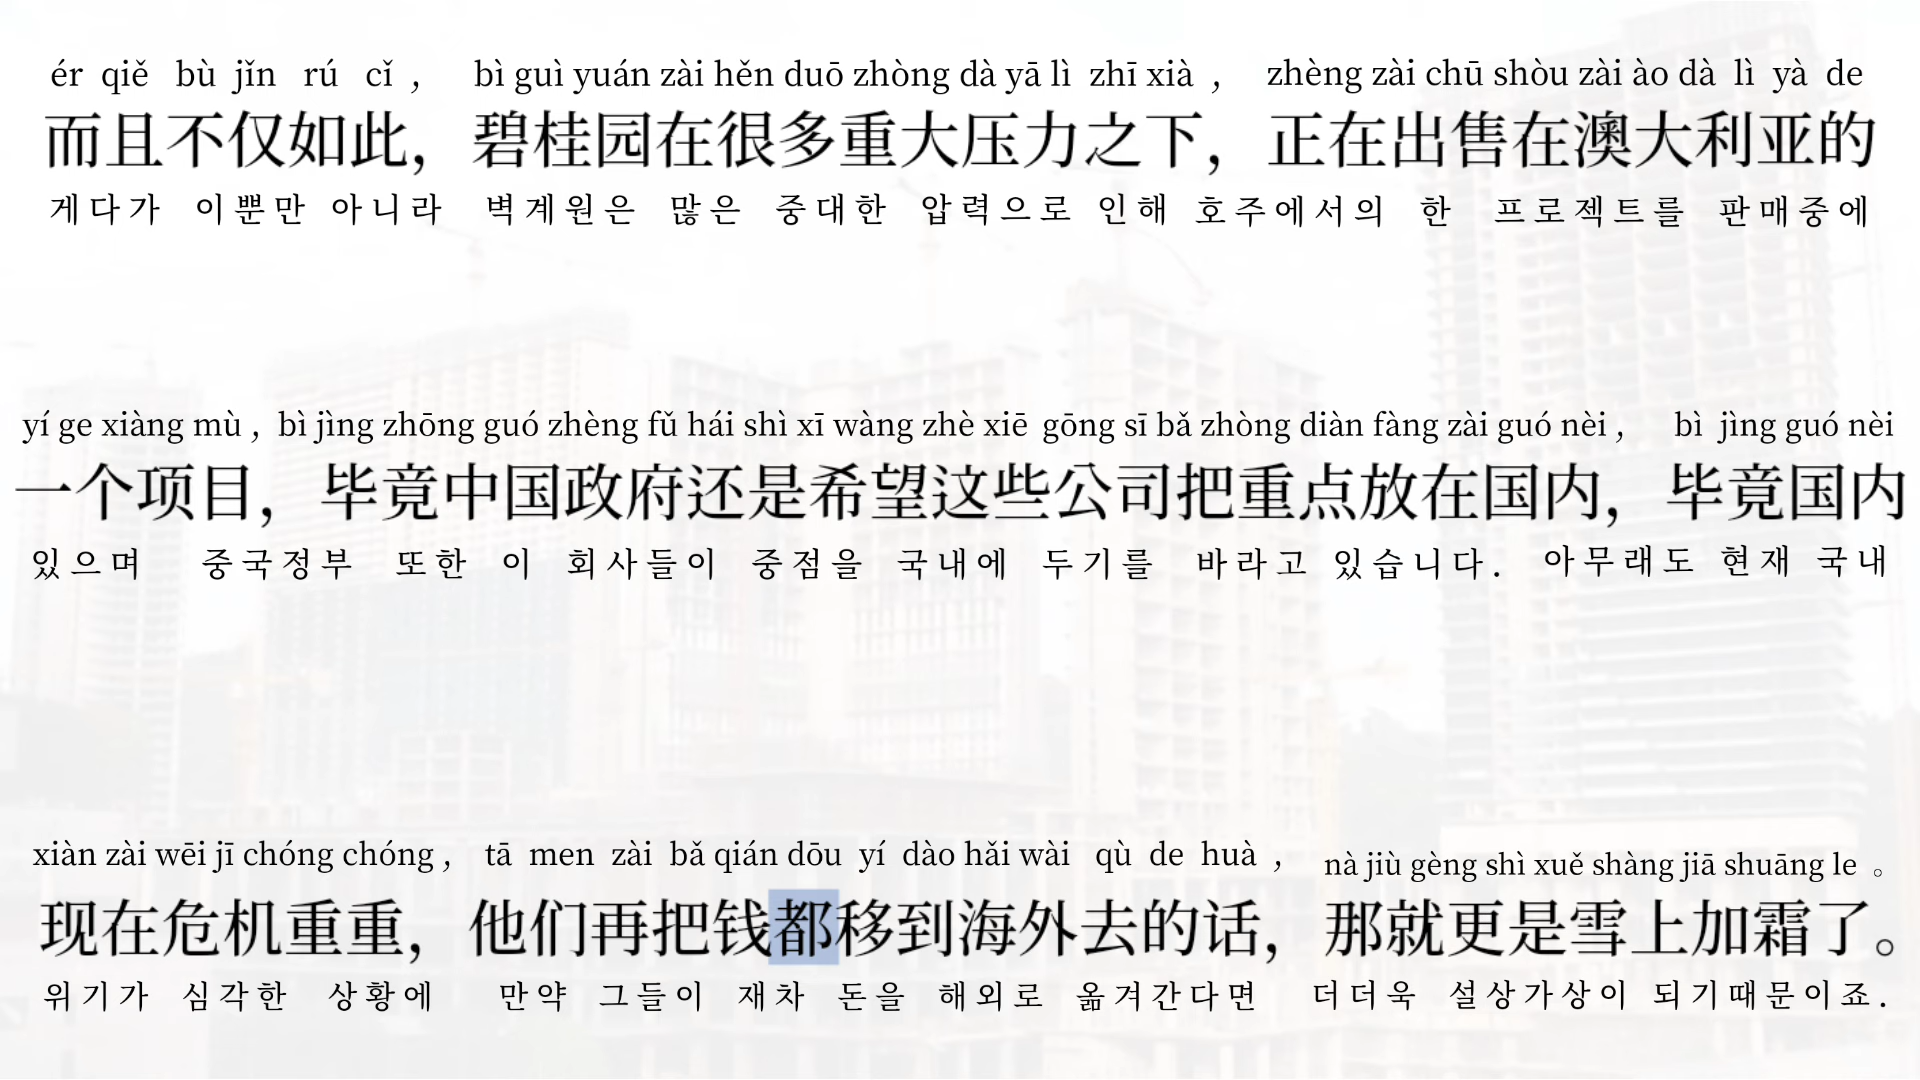 ér qiě bù jǐn rú cǐ , bì guì yuán zài hěn duō zhòng dà yā lì zhī xià , zhèng zài chū shòu zài ào dà lì yà de
而且不仅如此，碧桂园在很多重大压力之下，正在出售在澳大利亚的
게다가 이뿐만 아니라 벽계원은 많은 중대한 압력으로 인해 호주에서의 한 프로젝트를 판매중에
yí ge xiàng mù , bì jìng zhōng guó zhèng fǔ hái shì xī wàng zhè xiē gōng sī bǎ zhòng diàn fàng zài guó nèi , bì jìng guó nèi
一个项目，毕竟中国政府还是希望这些公司把重点放在国内，毕竟国内
있으며 중국정부 또한 이 회사들이 중점을 국내에 두기를 바라고 있습니다. 아무래도 현재 국내
xiàn zài wēi jī chóng chóng , tā men zài bǎ qián dōu yí dào hǎi wài qù de huà , nà jiù gèng shì xuě shàng jiā shuāng le 。
现在危机重重，他们再把钱都移到海外去的话，那就更是雪上加霜了。
위기가 심각한 상황에 만약 그들이 재차 돈을 해외로 옮겨간다면 더더욱 설상가상이 되기때문이죠.